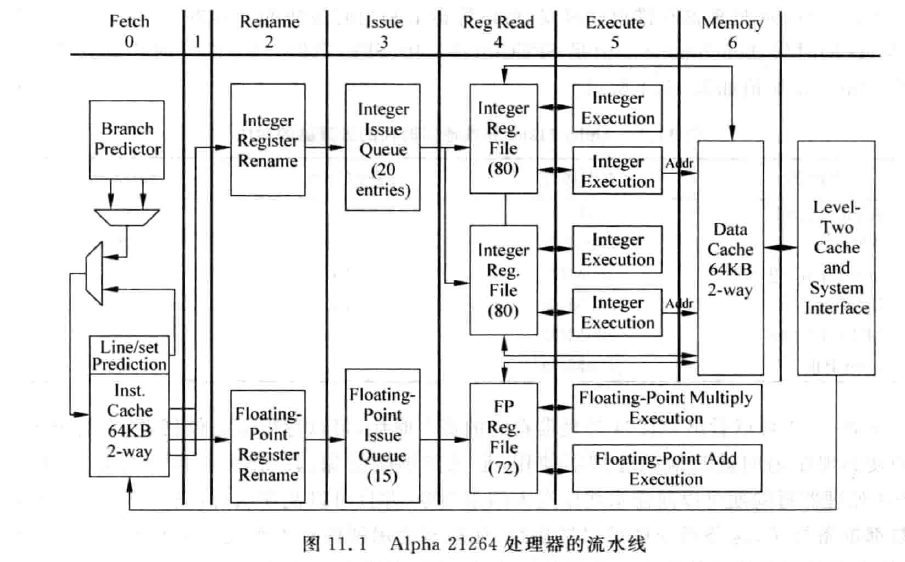 Fetch
0
1
Rename
2
Issue
3
Reg Read
4
Execute
5
Memory
6
Branch
Predictor
Line/set
Prediction
Inst.
Cache
64KB
2-way
Integer
Register
Rename
Integer
Issue
Queue
(20
entries)
Integer
Reg.
File
(80)
Integer
Execution
Integer
Execution
Addr
Integer
Reg.
File
(80)
Integer
Execution
Integer
Execution
Addr
Data
Cache
64KB
2-way
Level-
Two
Cache
and
System
Interface
Floating-
Point
Register
Rename
Floating-
Point
Issue
Queue
(15)
FP
Reg.
File
(72)
Floating-Point Multiply
Execution
Floating-Point Add
Execution
图 11.1 Alpha 21264 处理器的流水线